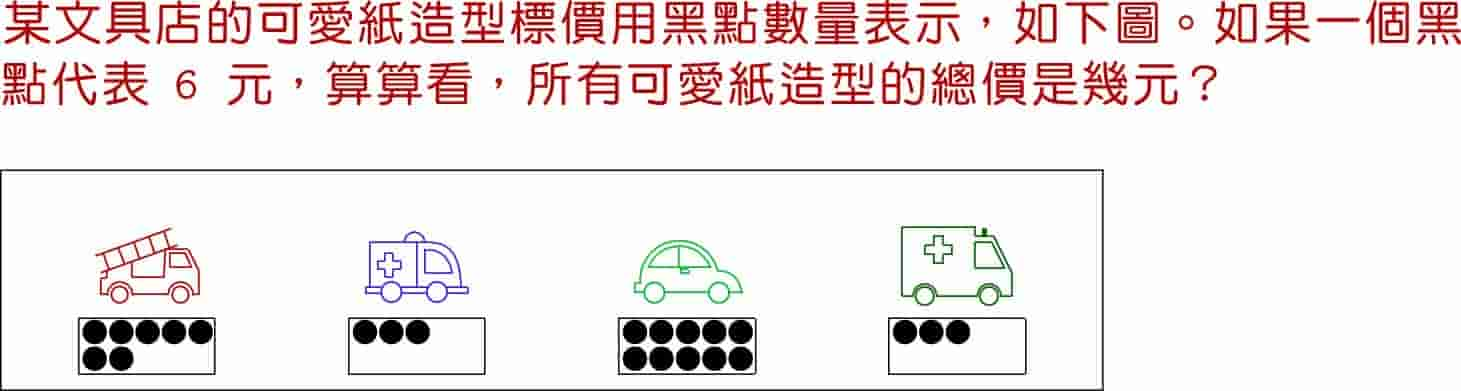 某文具店的可愛紙造型標價用黑點數量表示，如下圖。如果一個黑
點代表 6 元，算算看，所有可愛紙造型的總價是幾元？